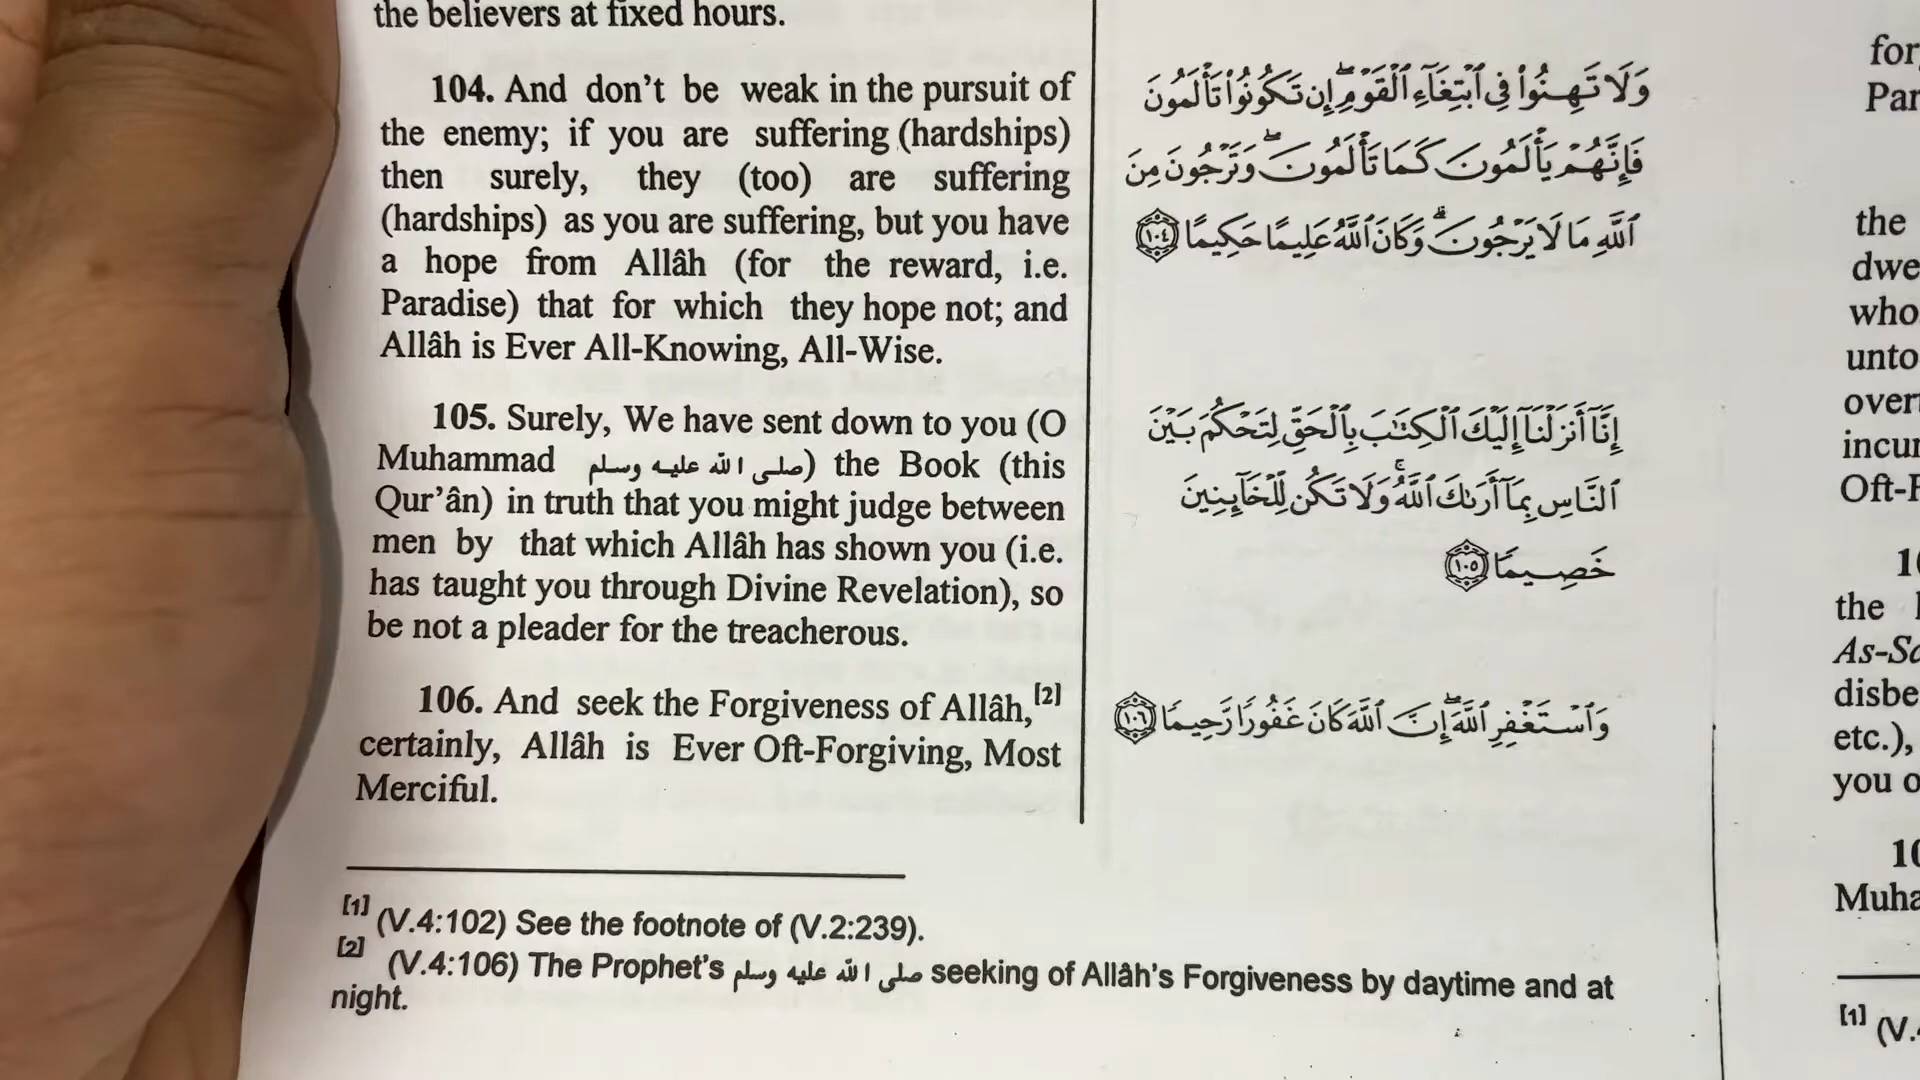 the believers at fixed hours.
104. And don't be weak in the pursuit of
the enemy; if you are suffering (hardships)
then surely, they (too) are suffering
(hardships) as you are suffering, but you have
a hope from Allâh (for the reward, i.e.
Paradise) that for which they hope not; and
Allâh is Ever All-Knowing, All-Wise.
105. Surely, We have sent down to you (O
Muhammad صلى الله عليه وسلم) the Book (this
Qur'ân) in truth that you might judge between
men by that which Allâh has shown you (i.e.
has taught you through Divine Revelation), so
be not a pleader for the treacherous.
106. And seek the Forgiveness of Allâh,[2]
certainly, Allâh is Ever Oft-Forgiving, Most
Merciful.
وَلَا تَهِنُوا۟ فِى ٱبْتِغَآءِ ٱلْقَوْمِ ۖ إِن تَكُونُوا۟ تَأْلَمُونَ
فَإِنَّهُمْ يَأْلَمُونَ كَمَا تَأْلَمُونَ ۖ وَتَرْجُونَ مِنَ
ٱللَّهِ مَا لَا يَرْجُونَ ۗ وَكَانَ ٱللَّهُ عَلِيمًا حَكِيمًا ١٠٤
إِنَّآ أَنزَلْنَآ إِلَيْكَ ٱلْكِتَٰبَ بِٱلْحَقِّ لِتَحْكُمَ بَيْنَ
ٱلنَّاسِ بِمَآ أَرَىٰكَ ٱللَّهُ ۚ وَلَا تَكُن لِّلْخَآئِنِينَ
خَصِيمًا ١٠٥
وَٱسْتَغْفِرِ ٱللَّهَ ۖ إِنَّ ٱللَّهَ كَانَ غَفُورًا رَّحِيمًا ١٠٦
[1] (V.4:102) See the footnote of (V.2:239).
[2] (V.4:106) The Prophet's صلى الله عليه وسلم seeking of Allâh's Forgiveness by daytime and at
night.
for
Par
the
dwe
who
unto
over
incu
Oft-F
10
the
As-Sa
disbe
etc.),
you o
10
Muha
[1] (V.